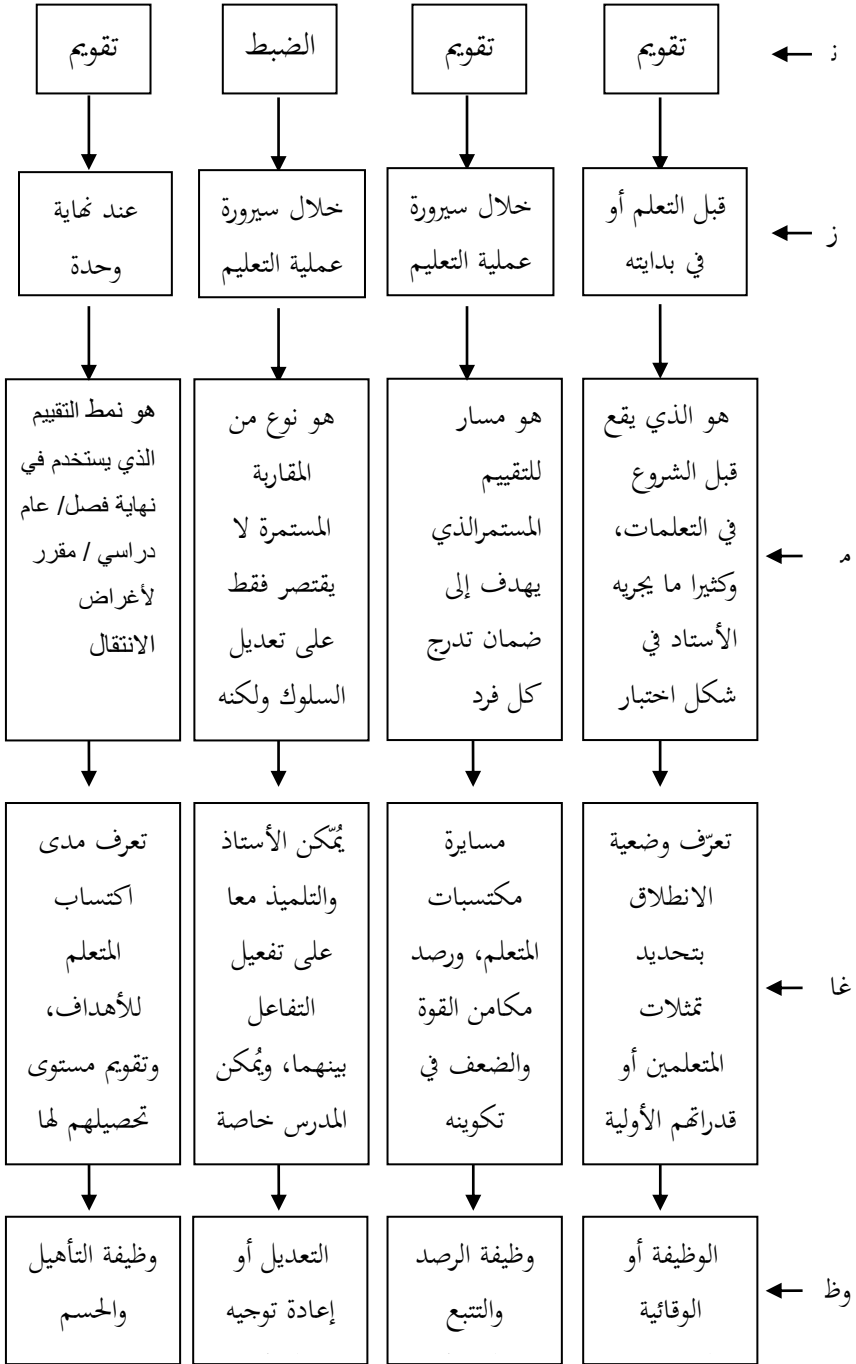 ز
تقويم
تقويم
الضبط
تقويم
ز
قبل التعلم أو
في بدايته
خلال سيرورة
عملية التعليم
خلال سيرورة
عملية التعليم
عند نهاية
وحدة
م
هو الذي يقع
قبل الشروع
في التعلمات،
وكثيرا ما يجريه
الأستاد في
شكل اختبار
هو مسار
للتقييم
المستمرالذي
يهدف إلى
ضمان تدرج
كل فرد
هو نوع من
المقاربة
المستمرة لا
يقتصر فقط
على تعديل
السلوك ولكنه
هو نمط التقييم
الذي يستخدم في
نهاية فصل/ عام
دراسي / مقرر
لأغراض
الانتقال
غا
تعرّف وضعية
الانطلاق
بتحديد
تمثلات
المتعلمين أو
قدراتهم الأولية
مسايرة
مكتسبات
المتعلم، ورصد
مكامن القوة
والضعف في
تكوينه
يُمّكن الأستاذ
والتلميذ معا
على تفعيل
التفاعل
بينهما، ويُمكن
المدرس خاصة
تعرف مدى
اكتساب
المتعلم
للأهداف،
وتقويم مستوى
تحصيلهم لها
وظ
الوظيفة أو
الوقائية
وظيفة الرصد
والتتبع
التعديل أو
إعادة توجيه
وظيفة التأهيل
والحسم